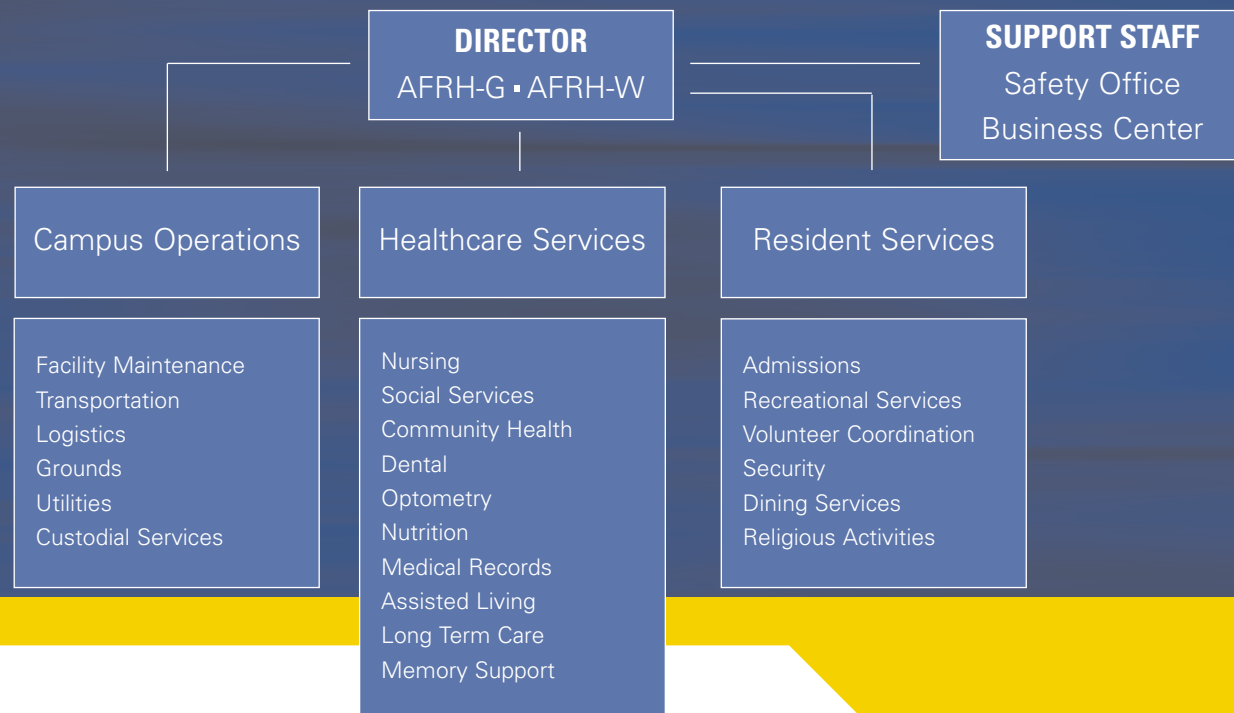 DIRECTOR
AFRH-G ▪ AFRH-W
SUPPORT STAFF
Safety Office
Business Center
Campus Operations
Healthcare Services
Resident Services
Facility Maintenance
Transportation
Logistics
Grounds
Utilities
Custodial Services
Nursing
Social Services
Community Health
Dental
Optometry
Nutrition
Medical Records
Assisted Living
Long Term Care
Memory Support
Admissions
Recreational Services
Volunteer Coordination
Security
Dining Services
Religious Activities